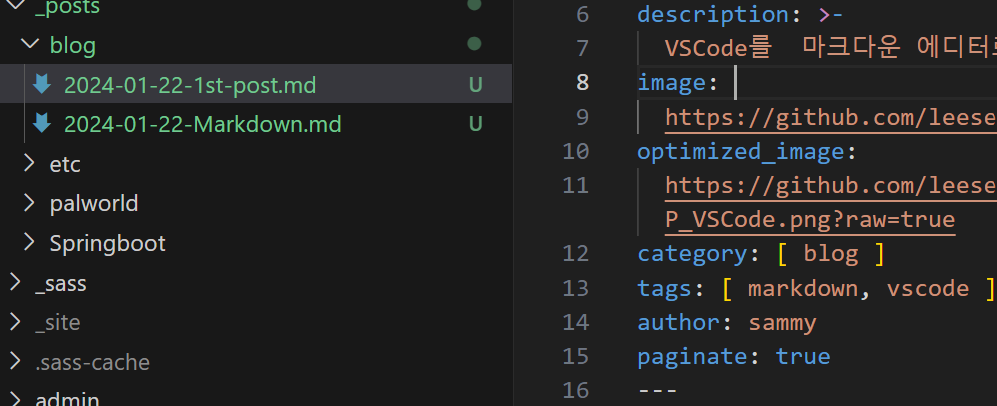 _posts
blog
2024-01-22-1st-post.md U
2024-01-22-Markdown.md U
etc
palworld
Springboot
_sass
_site
.sass-cache
admin
6 description: >-
7 VSCode를 마크다운 에디터로
8 image:
9 https://github.com/leese
10 optimized_image:
11 https://github.com/leese
P_VSCode.png?raw=true
12 category: [ blog ]
13 tags: [ markdown, vscode ]
14 author: sammy
15 paginate: true
16 ---